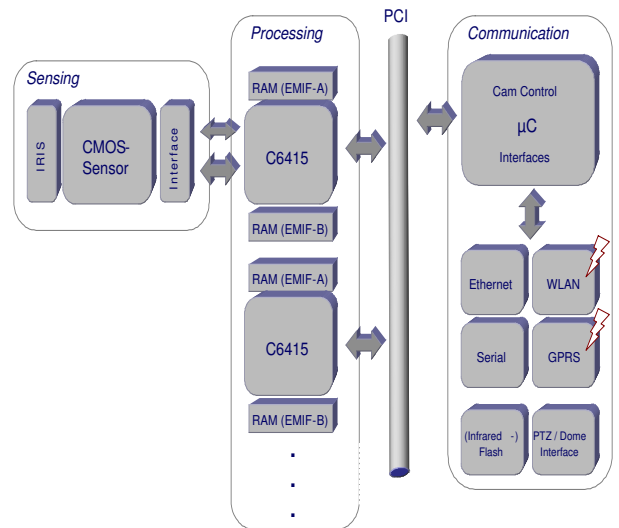 Sensing
IRIS
CMOS-
Sensor
Interface
Processing
RAM (EMIF-A)
C6415
RAM (EMIF-B)
RAM (EMIF-A)
C6415
RAM (EMIF-B)
PCI
Communication
Cam Control
µC
Interfaces
Ethernet
WLAN
Serial
GPRS
(Infrared -)
Flash
PTZ / Dome
Interface